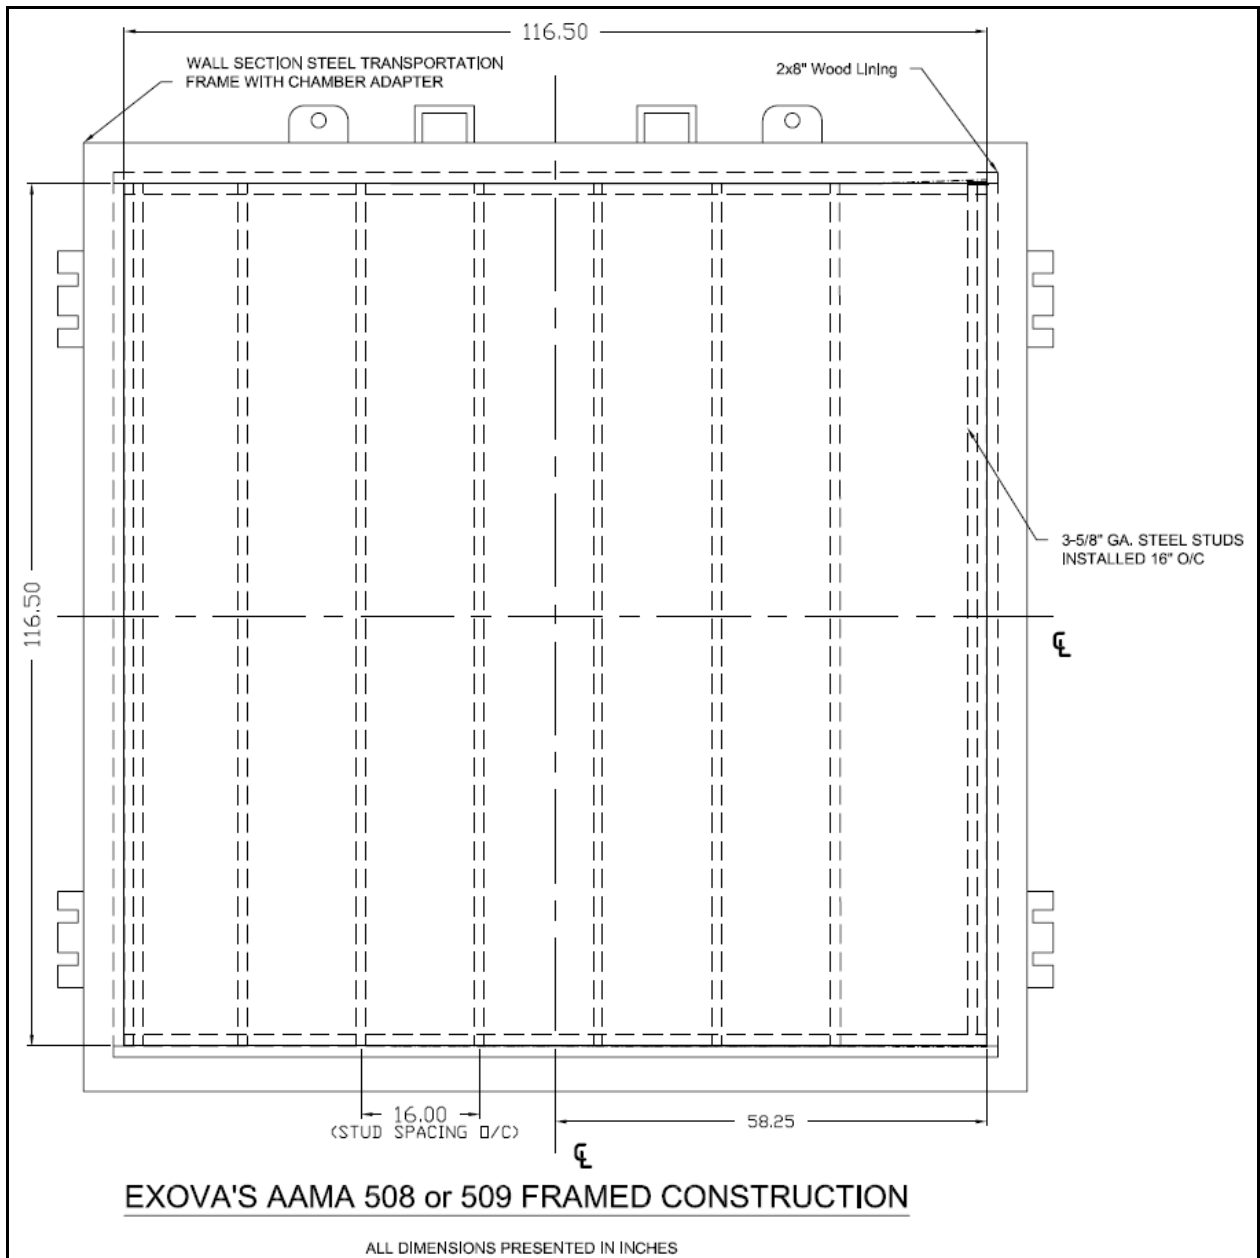 116.50
WALL SECTION STEEL TRANSPORTATION
FRAME WITH CHAMBER ADAPTER
2x8" Wood Lining
3-5/8" GA. STEEL STUDS
INSTALLED 16" O/C
116.50
℄
16.00
(STUD SPACING O/C)
58.25
℄
EXOVA'S AAMA 508 or 509 FRAMED CONSTRUCTION
ALL DIMENSIONS PRESENTED IN INCHES